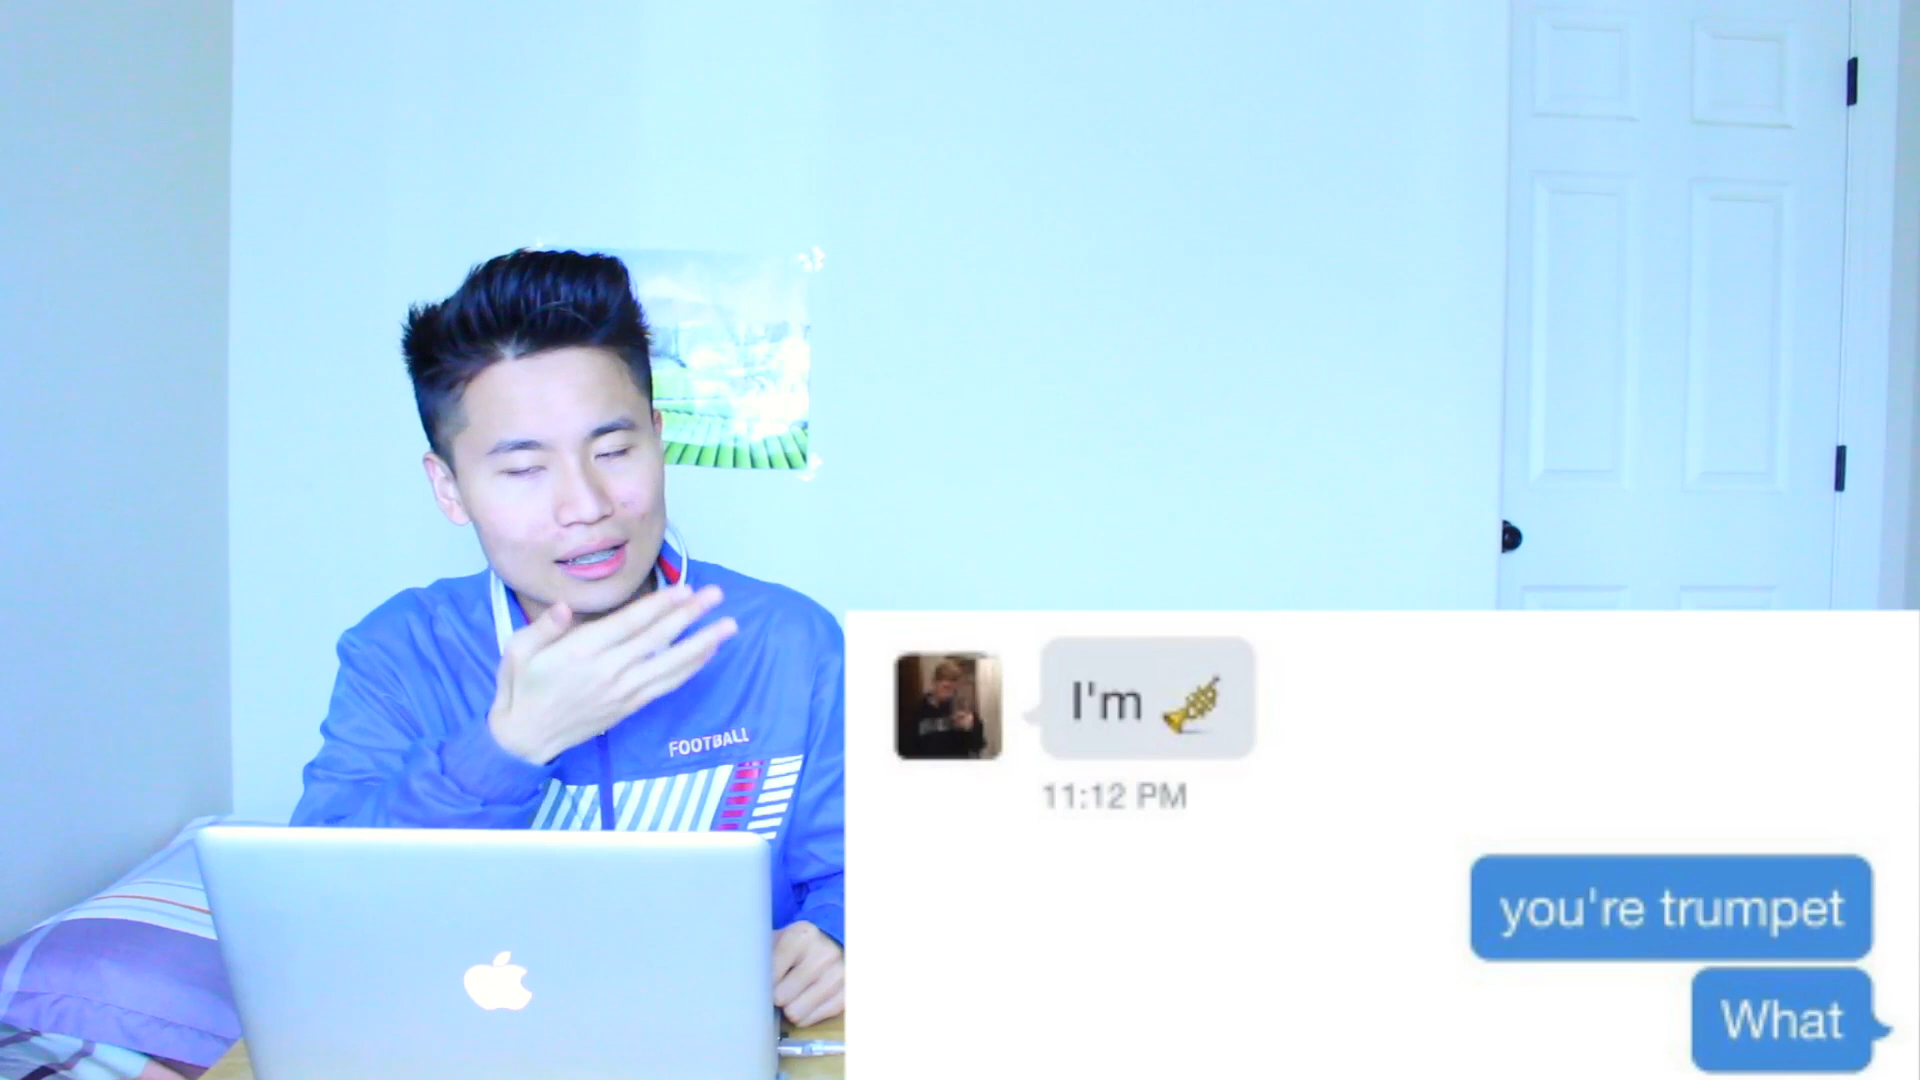 FOOTBALL
I'm 🎺
11:12 PM
you're trumpet
What